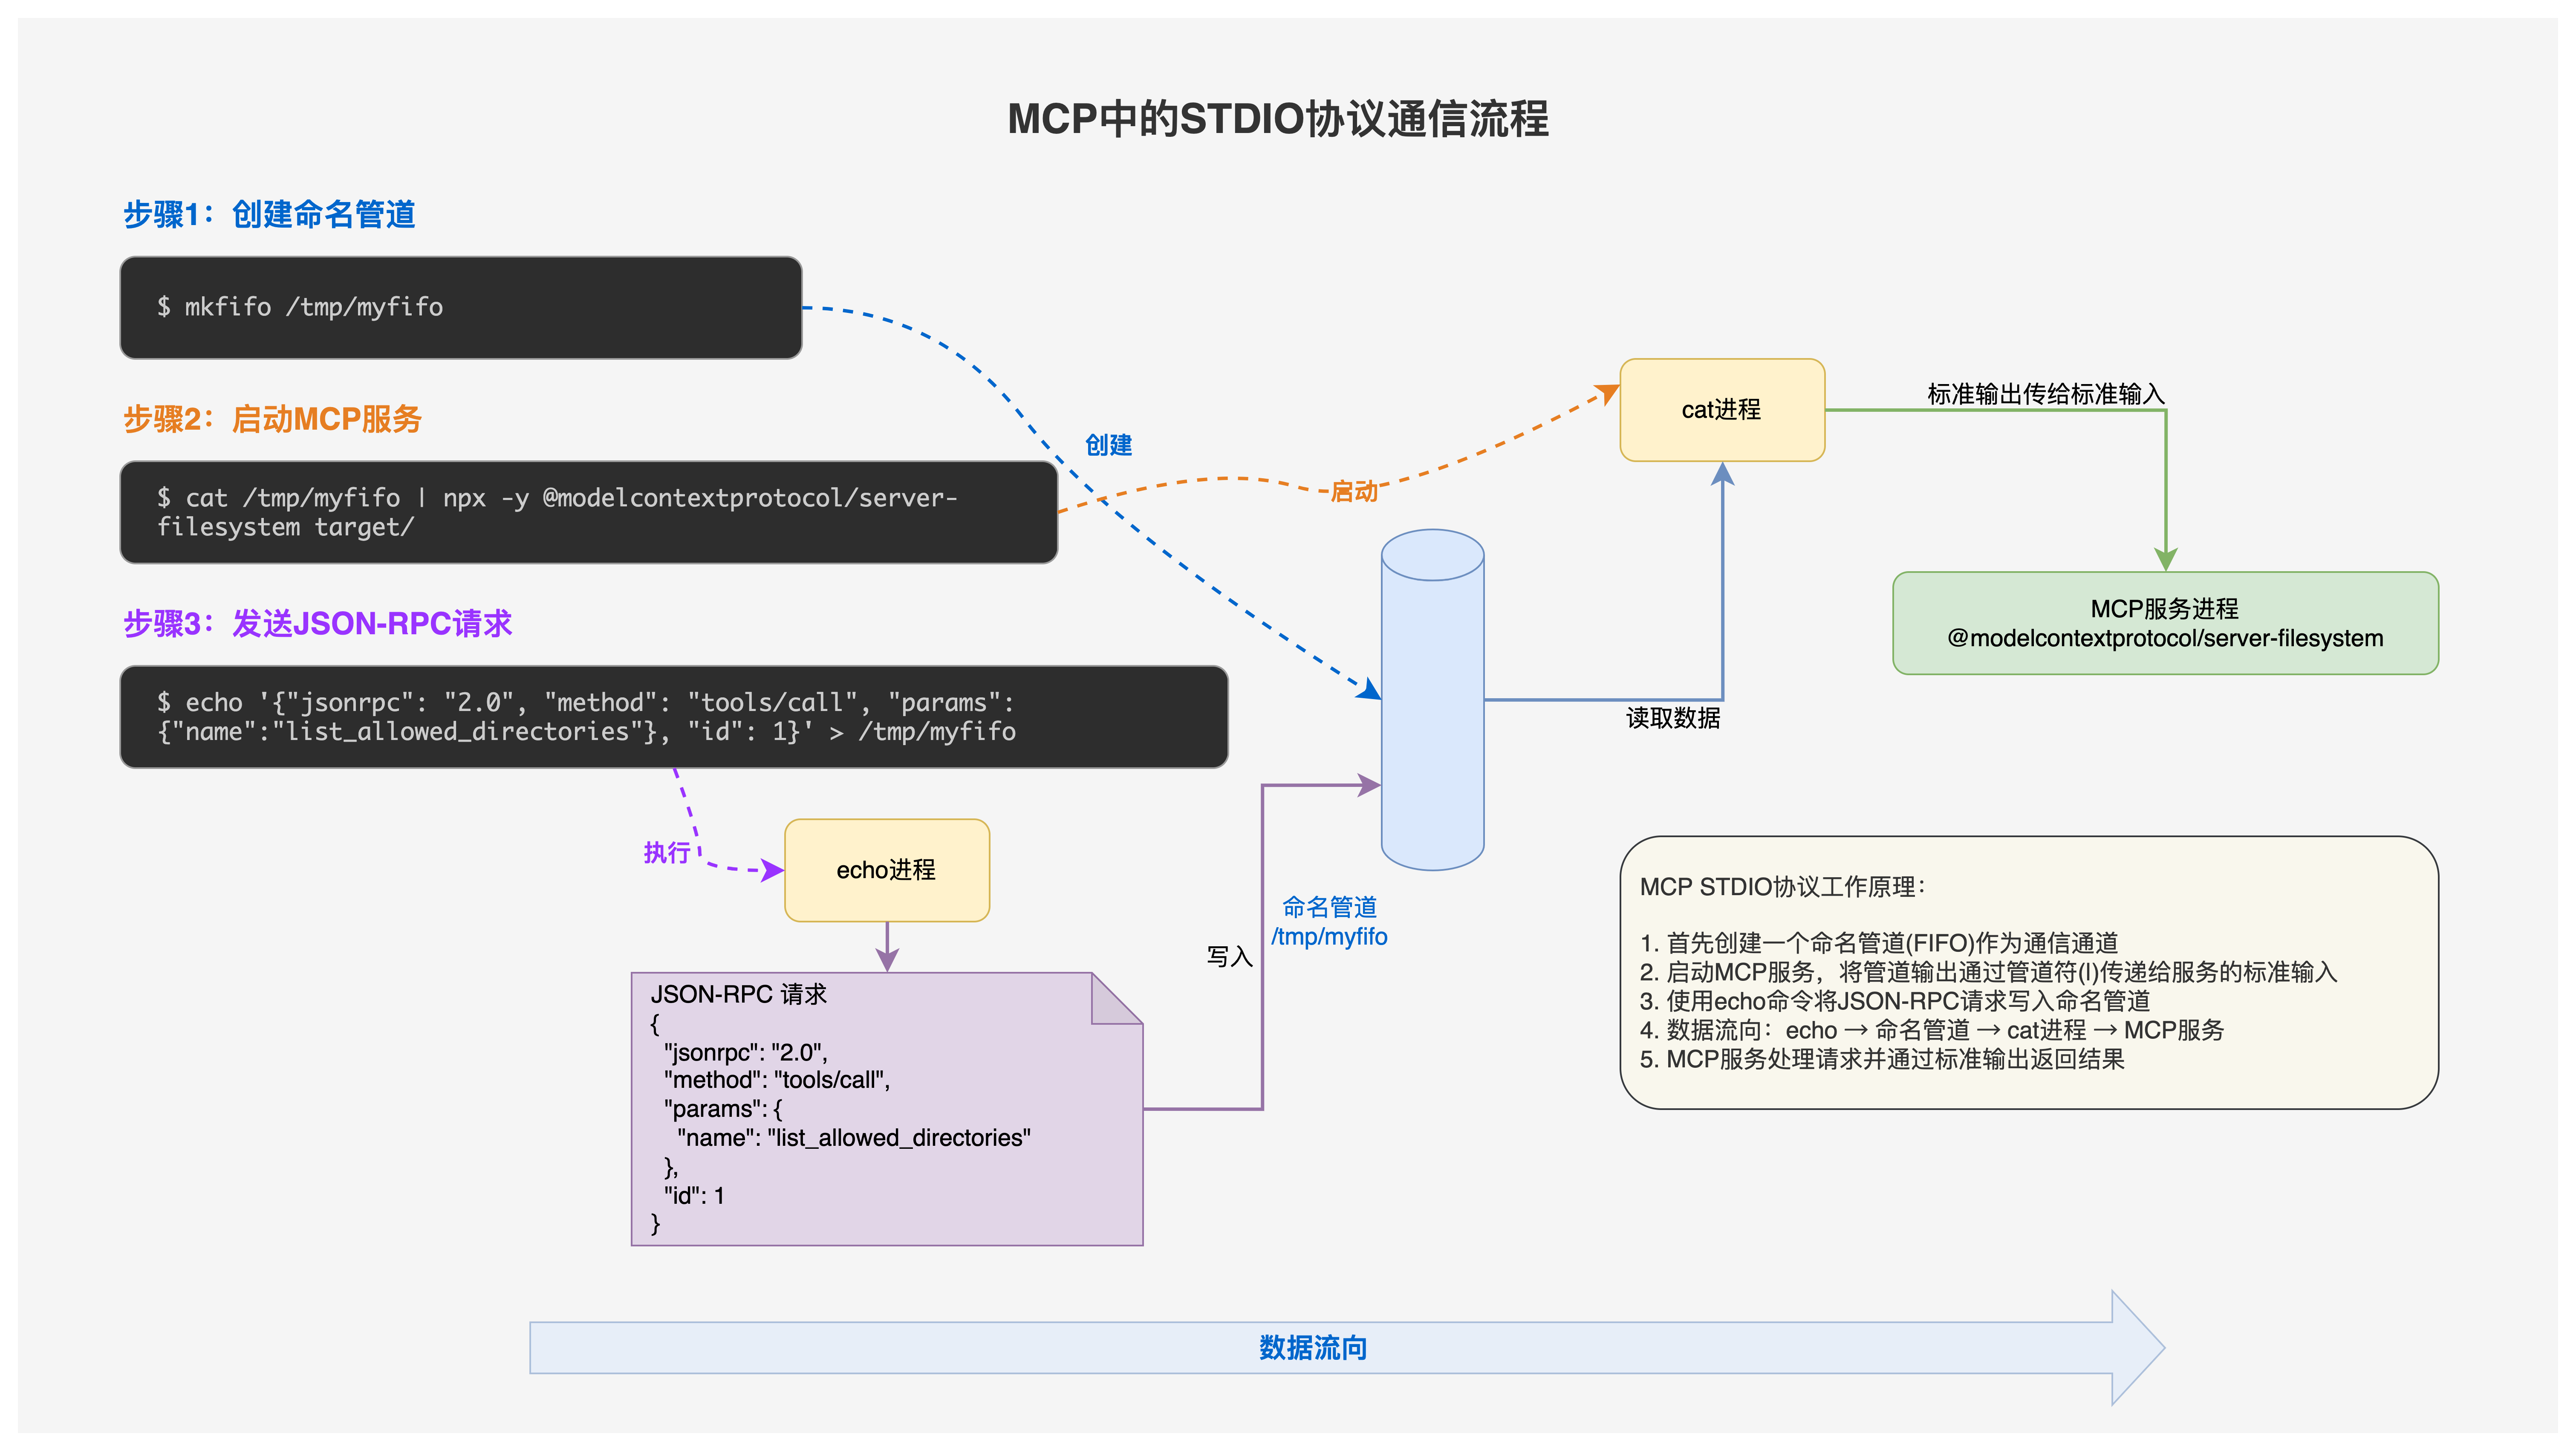 MCP中的STDIO协议通信流程
步骤1：创建命名管道
$ mkfifo /tmp/myfifo
步骤2：启动MCP服务
$ cat /tmp/myfifo | npx -y @modelcontextprotocol/server-
filesystem target/
步骤3：发送JSON-RPC请求
$ echo '{"jsonrpc": "2.0", "method": "tools/call", "params":
{"name":"list_allowed_directories"}, "id": 1}' > /tmp/myfifo
创建
启动
执行
echo进程
JSON-RPC 请求
{
"jsonrpc": "2.0",
"method": "tools/call",
"params": {
"name": "list_allowed_directories"
},
"id": 1
}
写入
命名管道
/tmp/myfifo
读取数据
cat进程
标准输出传给标准输入
MCP服务进程
@modelcontextprotocol/server-filesystem
MCP STDIO协议工作原理：
1. 首先创建一个命名管道(FIFO)作为通信通道
2. 启动MCP服务，将管道输出通过管道符(|)传递给服务的标准输入
3. 使用echo命令将JSON-RPC请求写入命名管道
4. 数据流向：echo → 命名管道 → cat进程 → MCP服务
5. MCP服务处理请求并通过标准输出返回结果
数据流向